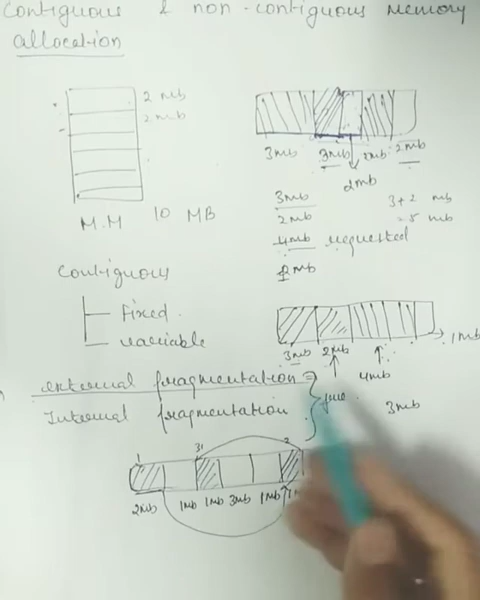 Contiguous & non-contiguous Memory
allocation
2 mb
2 mb
M.M 10 MB
3mb 3mb 2mb 2mb
2mb
3mb
2mb
4mb requested
2mb
3+2 mb
=5 mb
Contiguous
fixed
variable
1mb
3mb 2mb
4mb
3mb
external fragmentation
Internal fragmentation
free
2mb 1mb 1mb 3mb 1mb